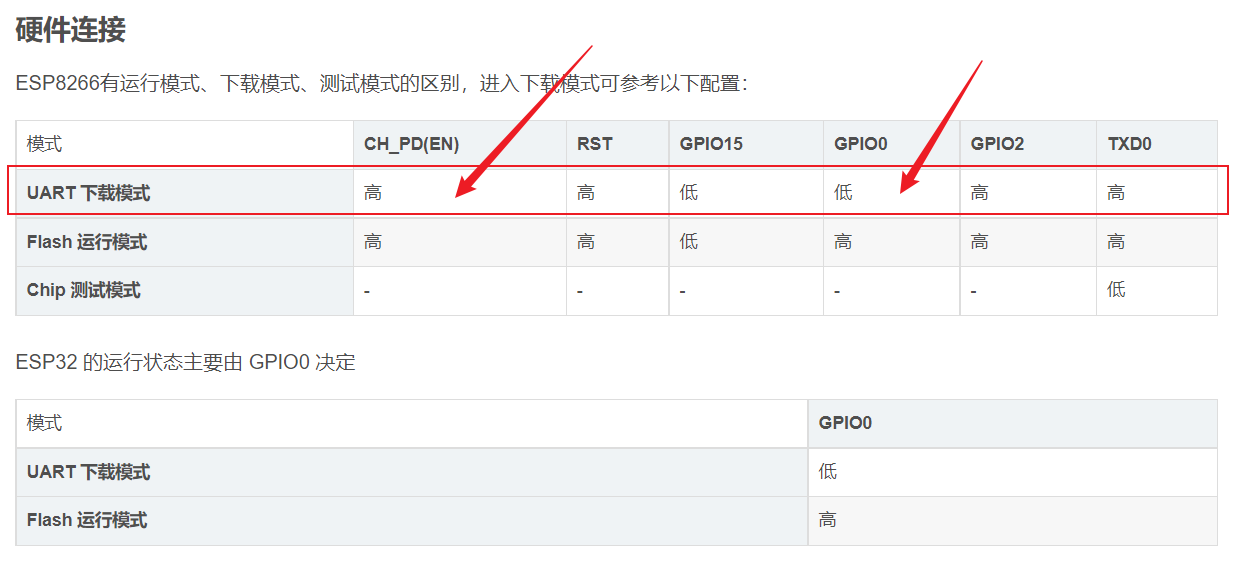 硬件连接
ESP8266有运行模式、下载模式、测试模式的区别，进入下载模式可参考以下配置：
模式 CH_PD(EN) RST GPIO15 GPIO0 GPIO2 TXD0
UART 下载模式 高 高 低 低 高 高
Flash 运行模式 高 高 低 高 高 高
Chip 测试模式 - - - - - 低
ESP32 的运行状态主要由 GPIO0 决定
模式 GPIO0
UART 下载模式 低
Flash 运行模式 高